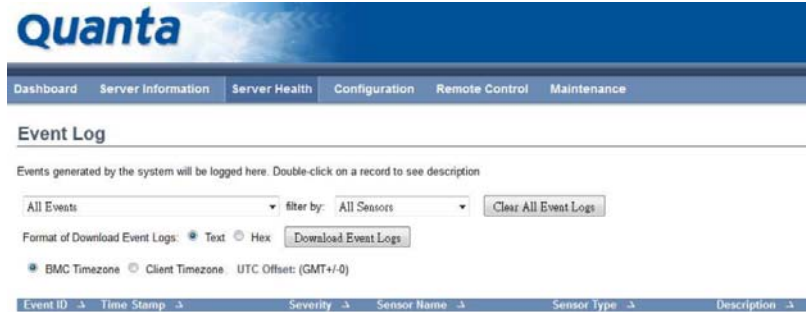 Quanta
Dashboard Server Information Server Health Configuration Remote Control Maintenance
Event Log
Events generated by the system will be logged here. Double-click on a record to see description
All Events filter by: All Sensors Clear All Event Logs
Format of Download Event Logs: Text Hex Download Event Logs
BMC Timezone Client Timezone UTC Offset: (GMT+/-0)
Event ID Time Stamp Severity Sensor Name Sensor Type Description